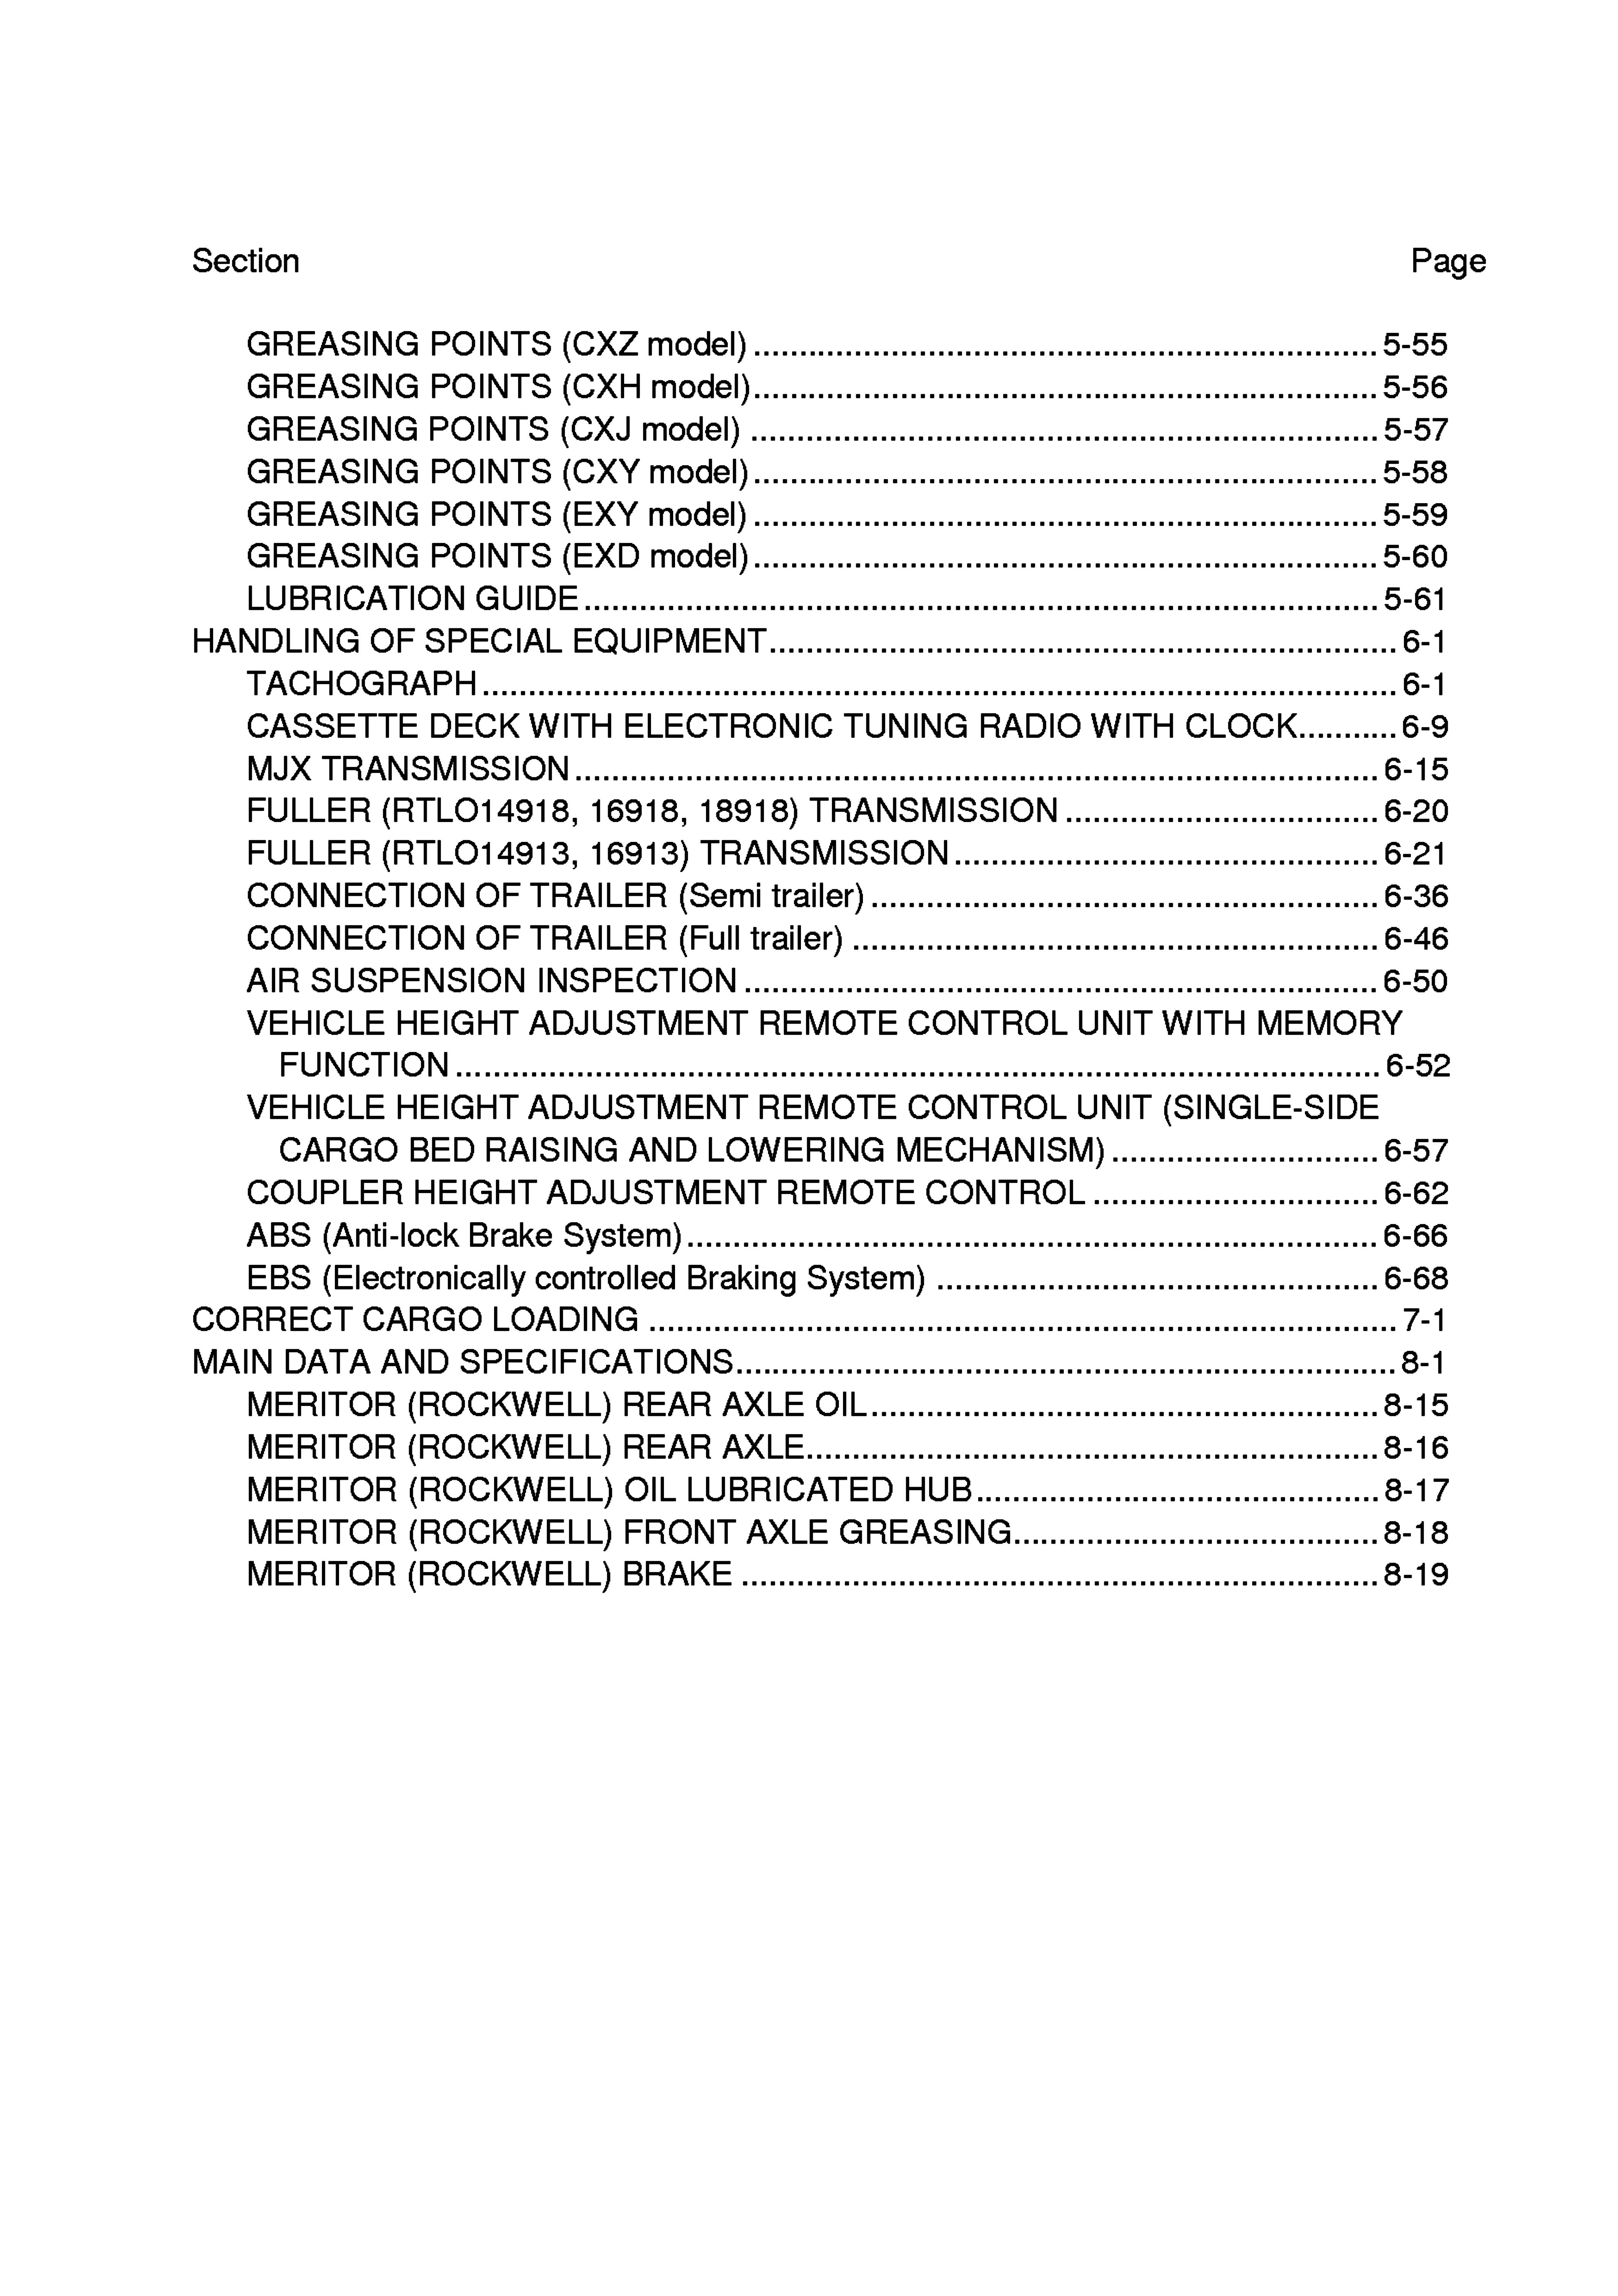 Section Page
GREASING POINTS (CXZ model) ........ 5-55
GREASING POINTS (CXH model) ........ 5-56
GREASING POINTS (CXJ model) ........ 5-57
GREASING POINTS (CXY model) ........ 5-58
GREASING POINTS (EXY model) ........ 5-59
GREASING POINTS (EXD model) ........ 5-60
LUBRICATION GUIDE ........ 5-61
HANDLING OF SPECIAL EQUIPMENT ........ 6-1
TACHOGRAPH ........ 6-1
CASSETTE DECK WITH ELECTRONIC TUNING RADIO WITH CLOCK ........ 6-9
MJX TRANSMISSION ........ 6-15
FULLER (RTLO14918, 16918, 18918) TRANSMISSION ........ 6-20
FULLER (RTLO14913, 16913) TRANSMISSION ........ 6-21
CONNECTION OF TRAILER (Semi trailer) ........ 6-36
CONNECTION OF TRAILER (Full trailer) ........ 6-46
AIR SUSPENSION INSPECTION ........ 6-50
VEHICLE HEIGHT ADJUSTMENT REMOTE CONTROL UNIT WITH MEMORY
FUNCTION ........ 6-52
VEHICLE HEIGHT ADJUSTMENT REMOTE CONTROL UNIT (SINGLE-SIDE
CARGO BED RAISING AND LOWERING MECHANISM) ........ 6-57
COUPLER HEIGHT ADJUSTMENT REMOTE CONTROL ........ 6-62
ABS (Anti-lock Brake System) ........ 6-66
EBS (Electronically controlled Braking System) ........ 6-68
CORRECT CARGO LOADING ........ 7-1
MAIN DATA AND SPECIFICATIONS ........ 8-1
MERITOR (ROCKWELL) REAR AXLE OIL ........ 8-15
MERITOR (ROCKWELL) REAR AXLE ........ 8-16
MERITOR (ROCKWELL) OIL LUBRICATED HUB ........ 8-17
MERITOR (ROCKWELL) FRONT AXLE GREASING ........ 8-18
MERITOR (ROCKWELL) BRAKE ........ 8-19